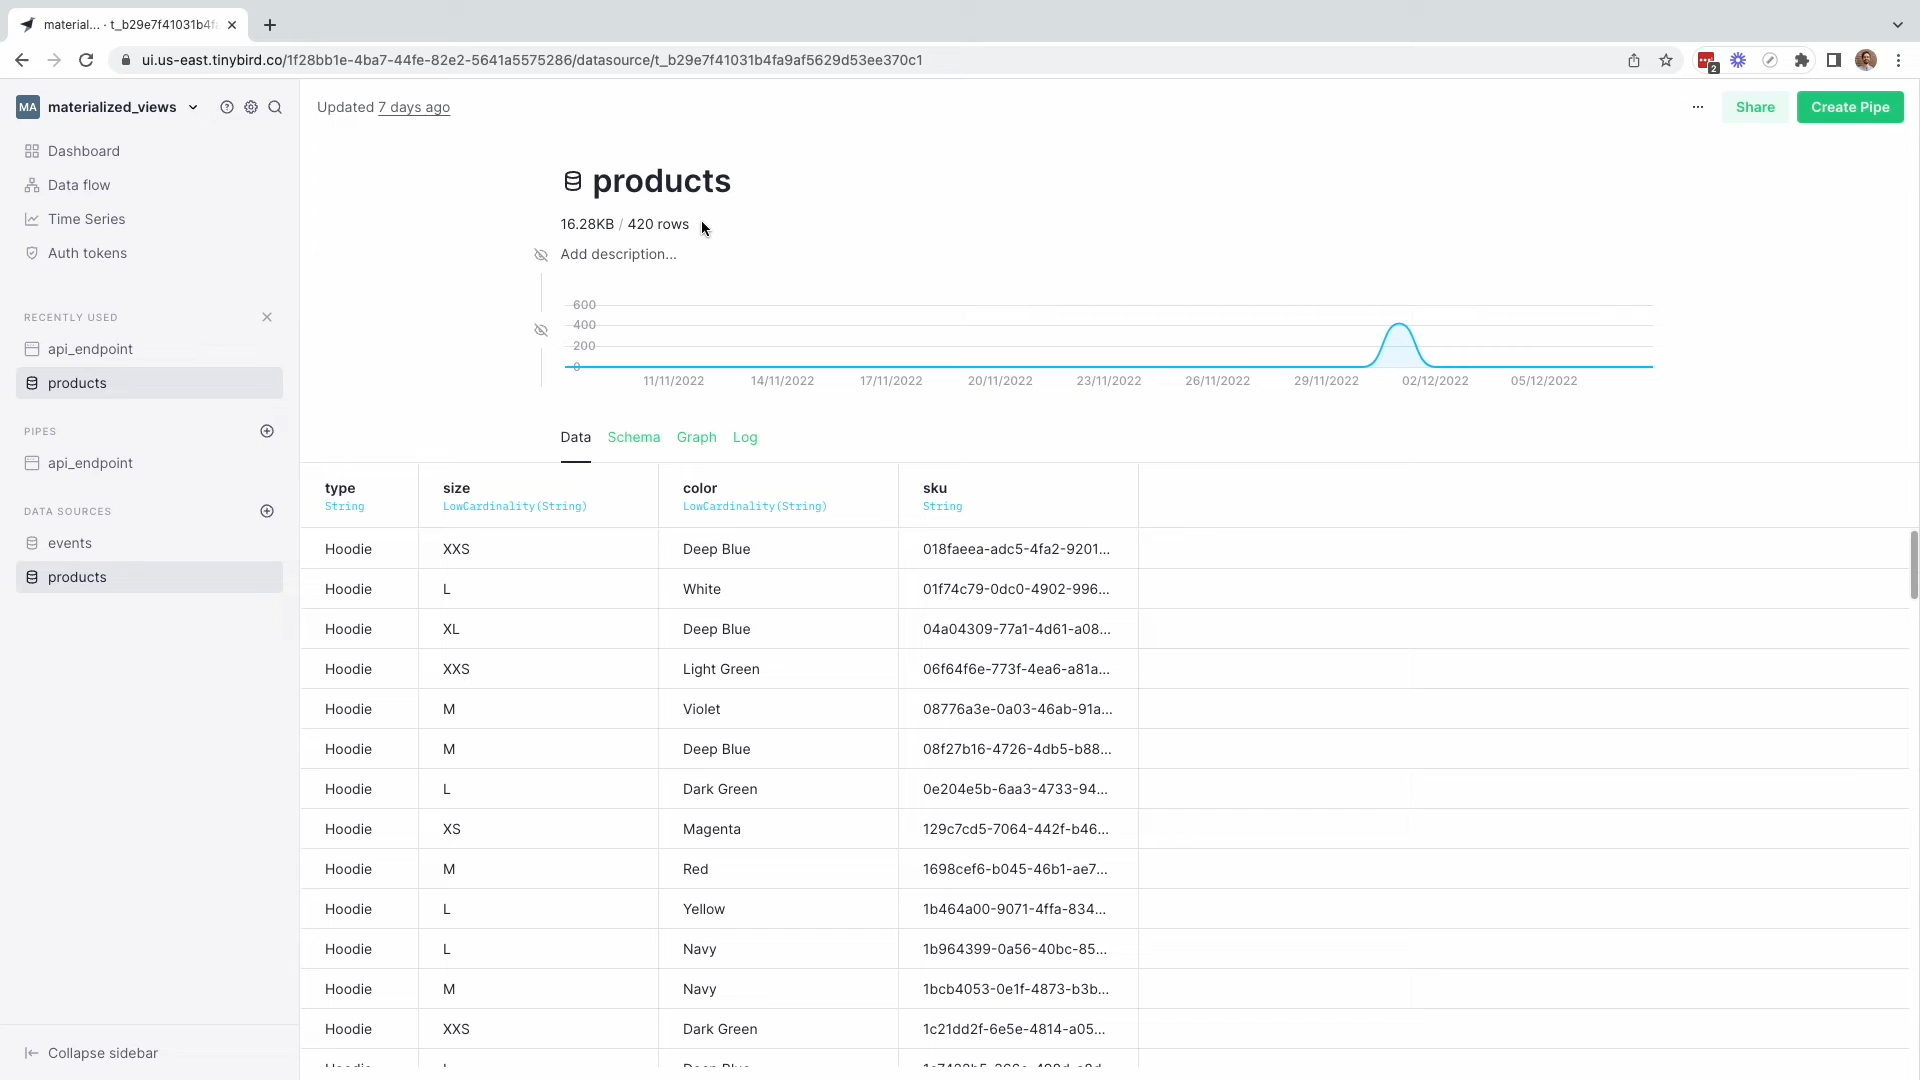 material... · t_b29e7f41031b4f
ui.us-east.tinybird.co/1f28bb1e-4ba7-44fe-82e2-5641a5575286/datasource/t_b29e7f41031b4fa9af5629d53ee370c1
2
MA materialized_views
Updated 7 days ago
Share
Create Pipe
Dashboard
Data flow
Time Series
Auth tokens
RECENTLY USED
api_endpoint
products
PIPES
api_endpoint
DATA SOURCES
events
products
Collapse sidebar
products
16.28KB / 420 rows
Add description...
600
400
200
0
11/11/2022 14/11/2022 17/11/2022 20/11/2022 23/11/2022 26/11/2022 29/11/2022 02/12/2022 05/12/2022
Data Schema Graph Log
type size color sku
String LowCardinality(String) LowCardinality(String) String
Hoodie XXS Deep Blue 018faeea-adc5-4fa2-9201...
Hoodie L White 01f74c79-0dc0-4902-996...
Hoodie XL Deep Blue 04a04309-77a1-4d61-a08...
Hoodie XXS Light Green 06f64f6e-773f-4ea6-a81a...
Hoodie M Violet 08776a3e-0a03-46ab-91a...
Hoodie M Deep Blue 08f27b16-4726-4db5-b88...
Hoodie L Dark Green 0e204e5b-6aa3-4733-94...
Hoodie XS Magenta 129c7cd5-7064-442f-b46...
Hoodie M Red 1698cef6-b045-46b1-ae7...
Hoodie L Yellow 1b464a00-9071-4ffa-834...
Hoodie L Navy 1b964399-0a56-40bc-85...
Hoodie M Navy 1bcb4053-0e1f-4873-b3b...
Hoodie XXS Dark Green 1c21dd2f-6e5e-4814-a05...